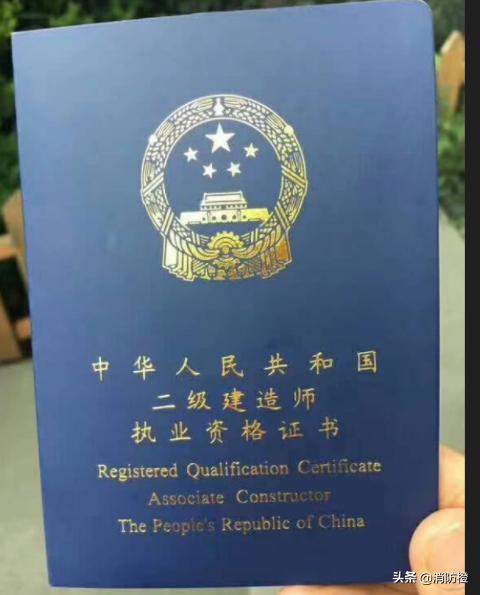 中华人民共和国
二级建造师
执业资格证书
Registered Qualification Certificate
Associate Constructor
The People's Republic of China
头条 @消防橙